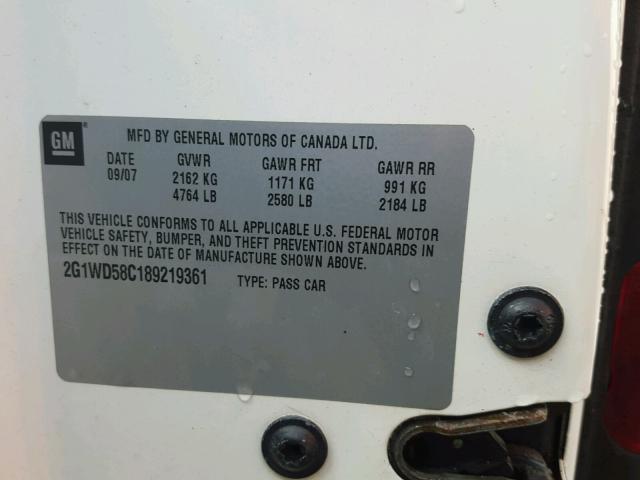 GM ®
MFD BY GENERAL MOTORS OF CANADA LTD.
DATE GVWR GAWR FRT GAWR RR
09/07 2162 KG 1171 KG 991 KG
4764 LB 2580 LB 2184 LB
THIS VEHICLE CONFORMS TO ALL APPLICABLE U.S. FEDERAL MOTOR
VEHICLE SAFETY, BUMPER, AND THEFT PREVENTION STANDARDS IN
EFFECT ON THE DATE OF MANUFACTURE SHOWN ABOVE.
2G1WD58C189219361 TYPE: PASS CAR